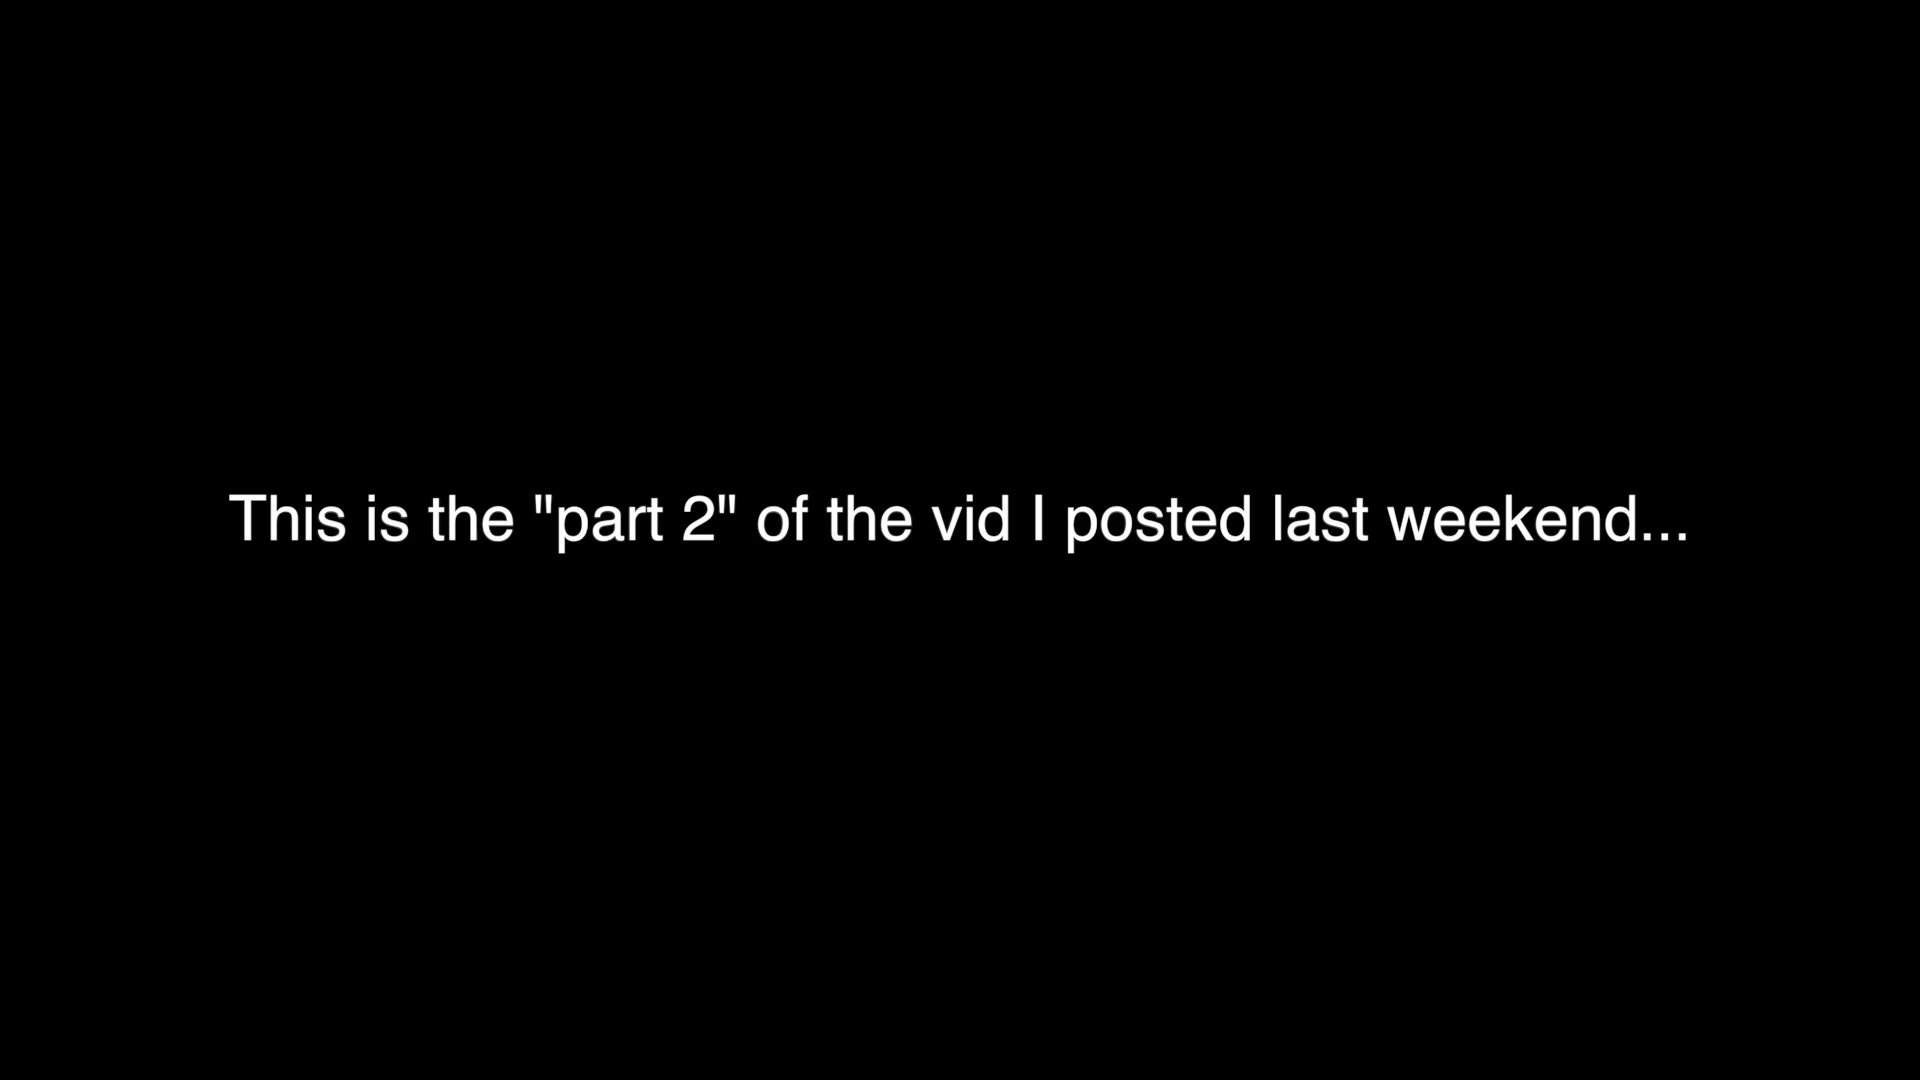 This is the "part 2" of the vid I posted last weekend...